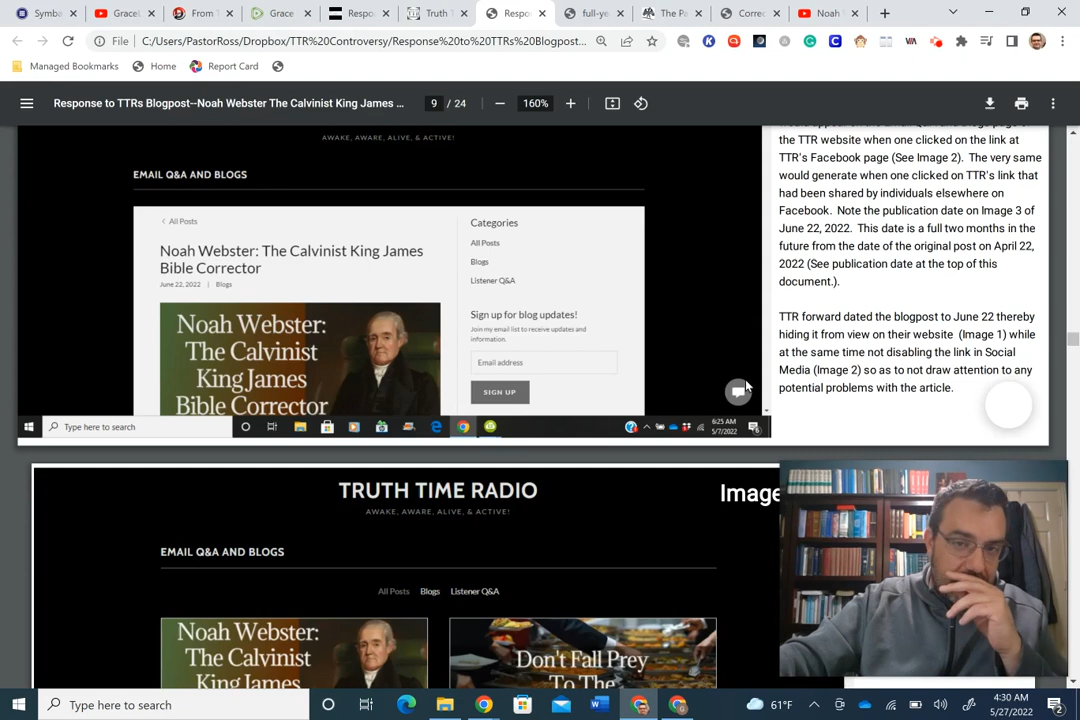 Symbo
GraceL
From T
Grace
Respo
Truth T
Respo
full-ye
The Pa
Correc
Noah W
File
C:/Users/PastorRoss/Dropbox/TTR%20Controversy/Response%20to%20TTRs%20Blogpost...
Managed Bookmarks
Home
Report Card
Response to TTRs Blogpost--Noah Webster The Calvinist King James ...
9 / 24
160%
AWAKE, AWARE, ALIVE, & ACTIVE!
EMAIL Q&A AND BLOGS
All Posts
Noah Webster: The Calvinist King James
Bible Corrector
June 22, 2022 | Blogs
Noah Webster:
The Calvinist
King James
Bible Corrector
Categories
All Posts
Blogs
Listener Q&A
Sign up for blog updates!
Join my email list to receive updates and
information.
Email address
SIGN UP
Type here to search
6:25 AM
5/7/2022
the TTR website when one clicked on the link at
TTR's Facebook page (See Image 2). The very same
would generate when one clicked on TTR's link that
had been shared by individuals elsewhere on
Facebook. Note the publication date on Image 3 of
June 22, 2022. This date is a full two months in the
future from the date of the original post on April 22,
2022 (See publication date at the top of this
document.).
TTR forward dated the blogpost to June 22 thereby
hiding it from view on their website (Image 1) while
at the same time not disabling the link in Social
Media (Image 2) so as to not draw attention to any
potential problems with the article.
TRUTH TIME RADIO
AWAKE, AWARE, ALIVE, & ACTIVE!
Image
EMAIL Q&A AND BLOGS
All Posts
Blogs
Listener Q&A
Noah Webster:
The Calvinist
Don't Fall Prey
To The
Type here to search
61°F
4:30 AM
5/27/2022